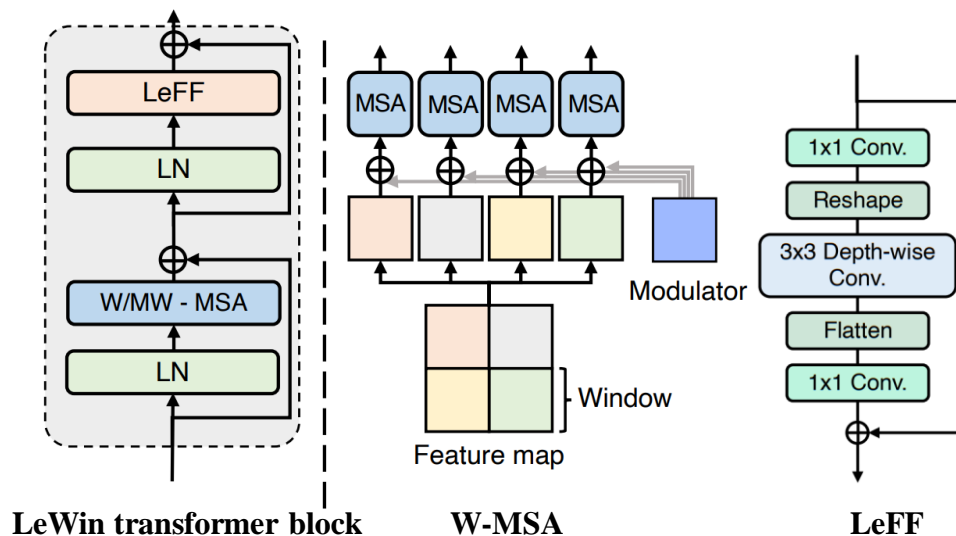 LeFF
LN
W/MW - MSA
LN
LeWin transformer block
MSA
MSA
MSA
MSA
Modulator
Window
Feature map
W-MSA
1x1 Conv.
Reshape
3x3 Depth-wise
Conv.
Flatten
1x1 Conv.
LeFF